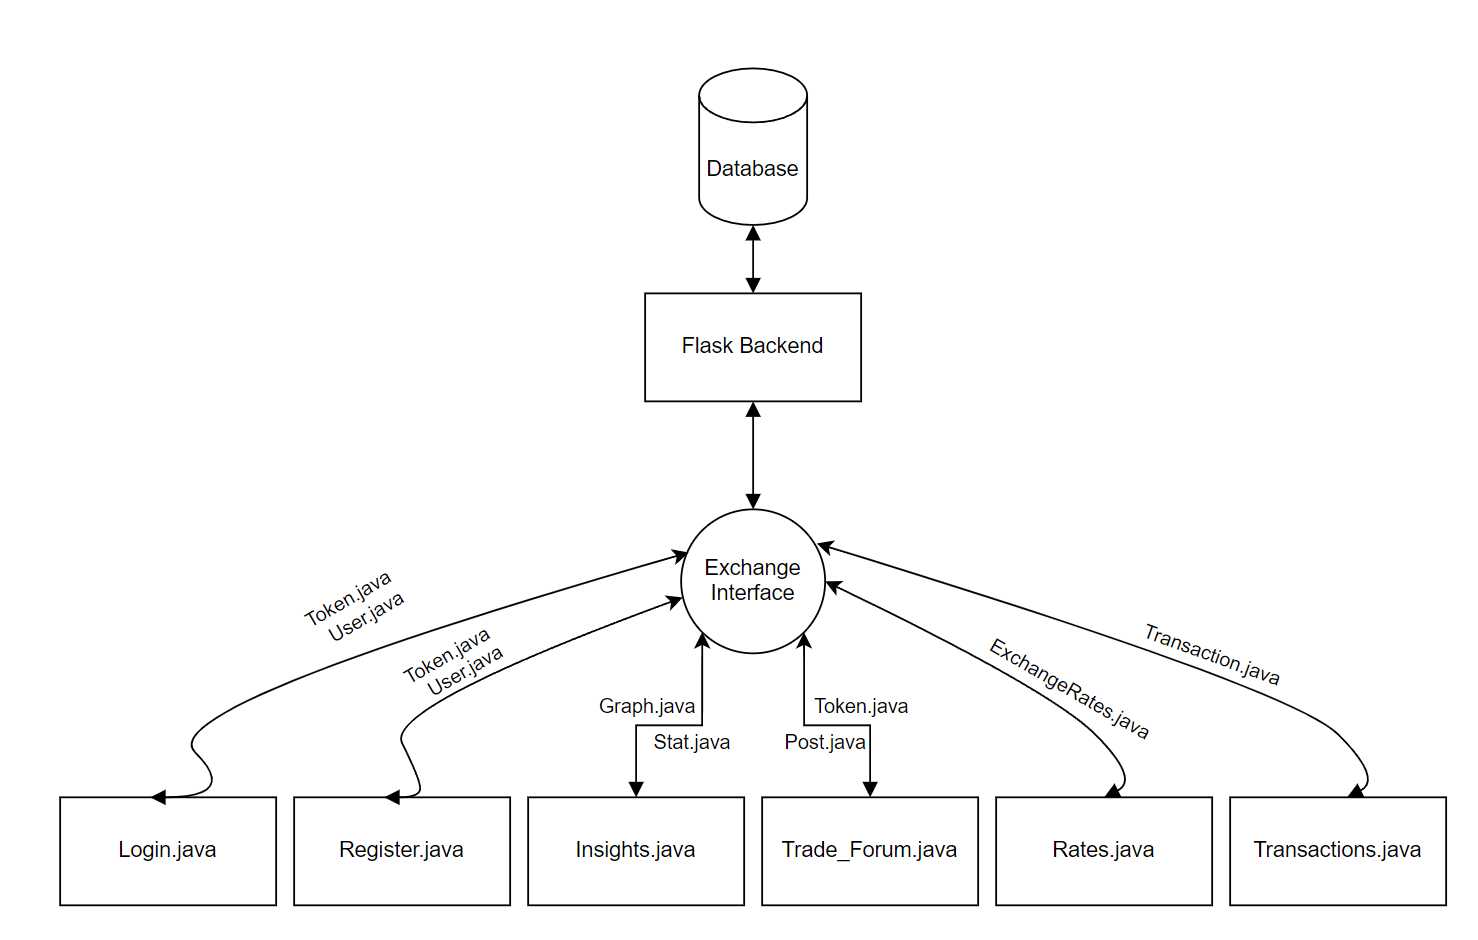 Database
Flask Backend
Exchange
Interface
Token.java
User.java
Token.java
User.java
Graph.java
Stat.java
Token.java
Post.java
ExchangeRates.java
Transaction.java
Login.java
Register.java
Insights.java
Trade_Forum.java
Rates.java
Transactions.java